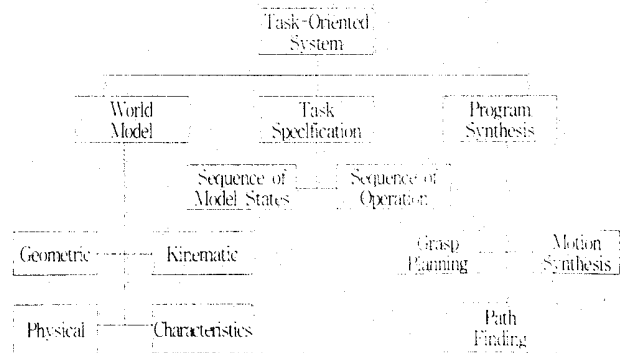 Task-Oriented
System
World
Model
Task
Specification
Program
Synthesis
Sequence of
Model States
Sequence of
Operation
Geometric
Kinematic
Grasp
Planning
Motion
Synthesis
Physical
Characteristics
Path
Finding